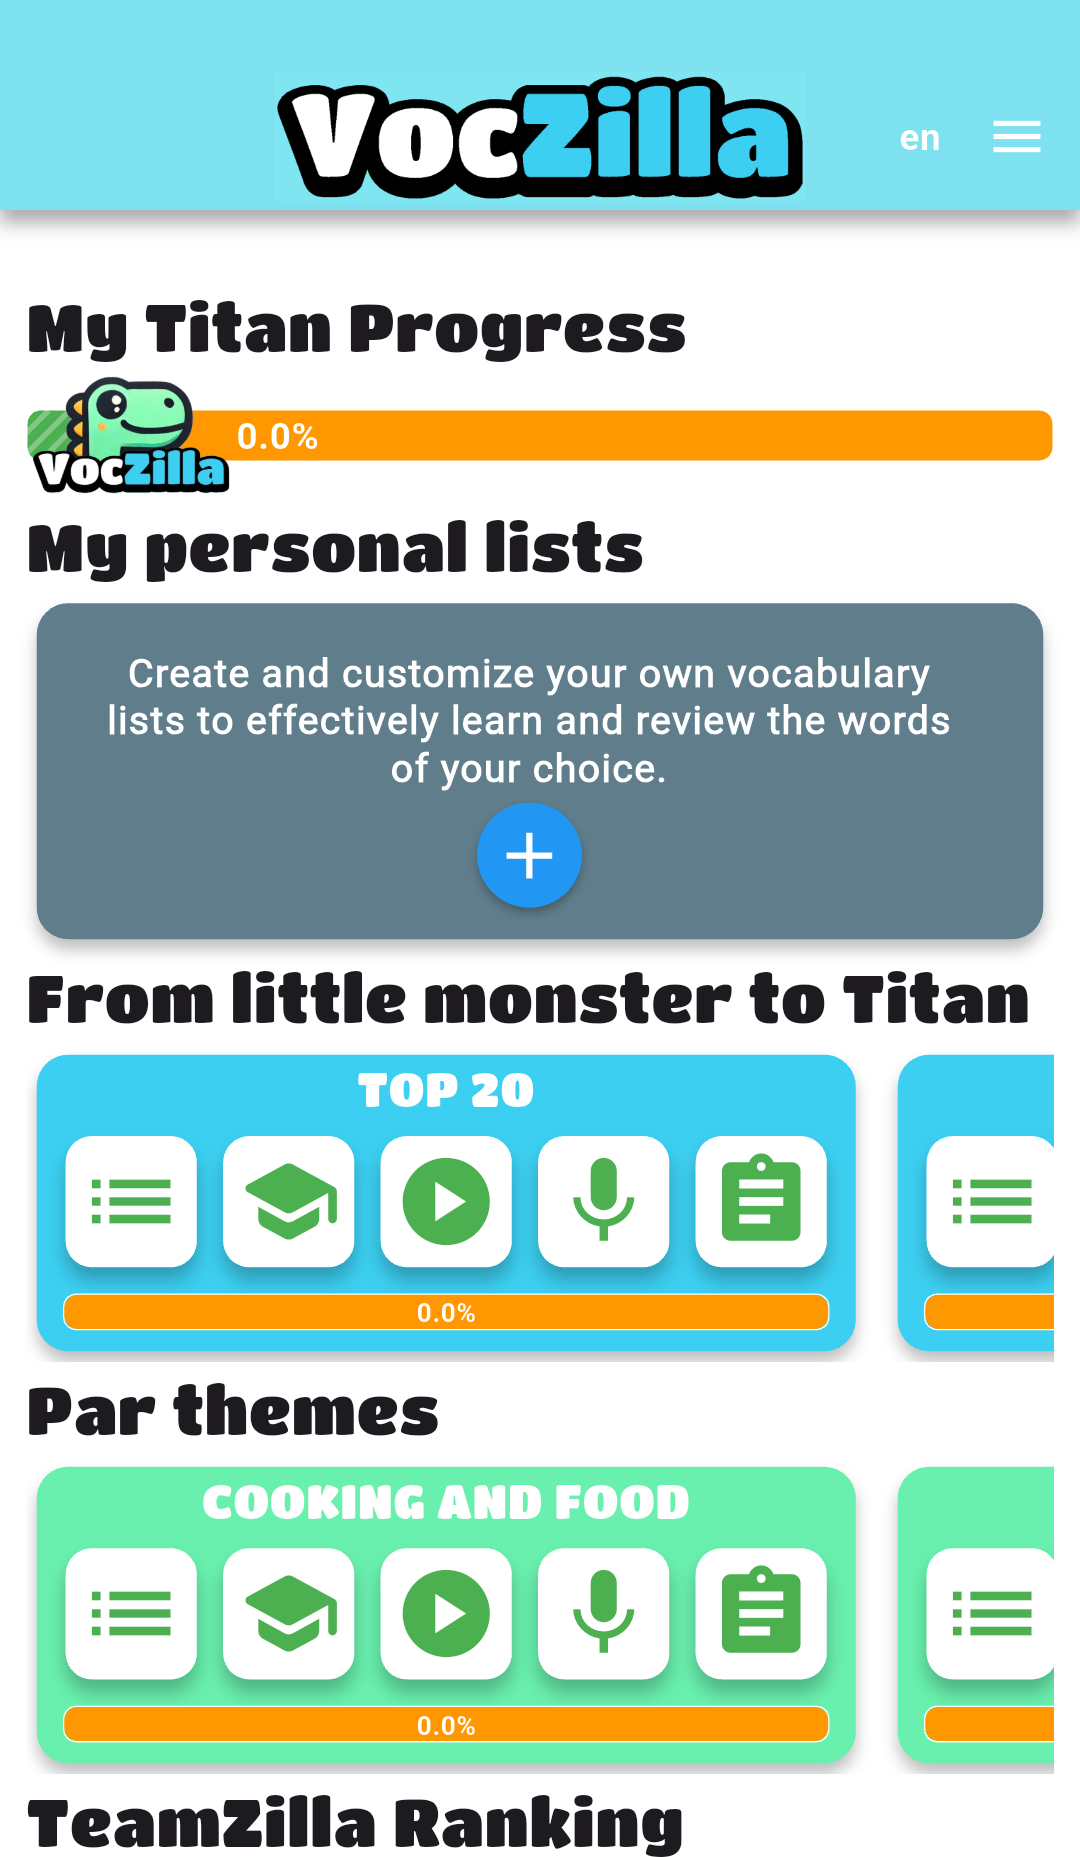 VocZilla
en
My Titan Progress
0.0%
VocZilla
My personal lists
Create and customize your own vocabulary
lists to effectively learn and review the words
of your choice.
From little monster to Titan
TOP 20
0.0%
Par themes
COOKING AND FOOD
0.0%
TeamZilla Ranking